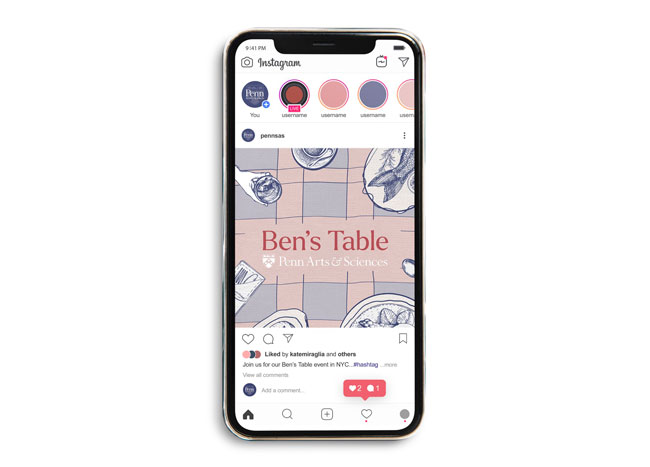 9:41 PM
Instagram
Penn
You
LIVE
username
username
username
username
pennsas
Ben's Table
Penn Arts & Sciences
Liked by katemiraglia and others
Join us for our Ben's Table event in NYC...#hashtag ...more
View all comments
Add a comment...
2 1